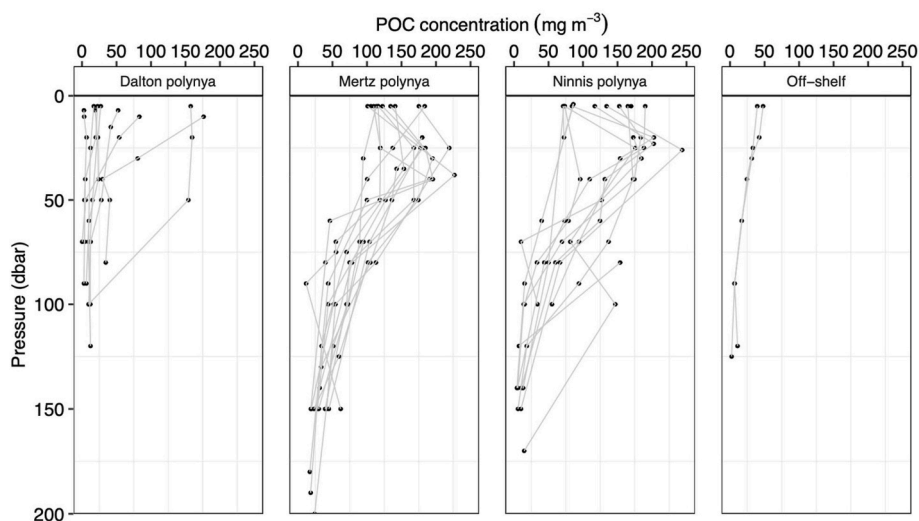 POC concentration (mg m⁻³)
0 50 100 150 200 250 0 50 100 150 200 250 0 50 100 150 200 250 0 50 100 150 200 250
Dalton polynya Mertz polynya Ninnis polynya Off-shelf
0
50
100
150
200
Pressure (dbar)